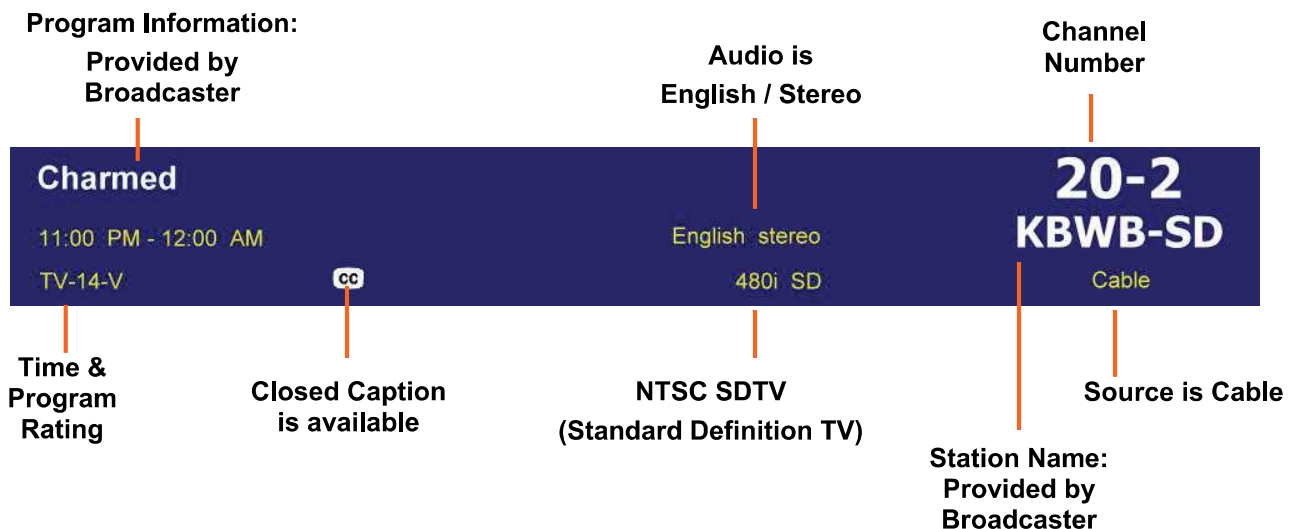 Program Information:
Provided by
Broadcaster
Audio is
English / Stereo
Channel
Number
Charmed
11:00 PM - 12:00 AM
TV-14-V
CC
English stereo
480i SD
20-2
KBWB-SD
Cable
Time &
Program
Rating
Closed Caption
is available
NTSC SDTV
(Standard Definition TV)
Source is Cable
Station Name:
Provided by
Broadcaster